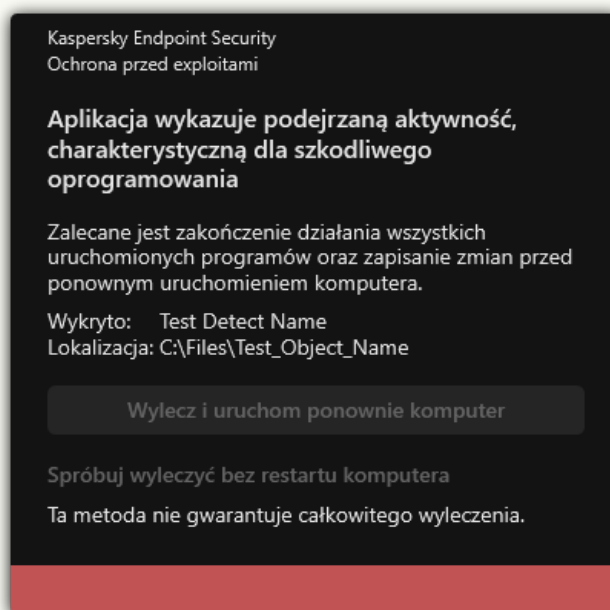 Kaspersky Endpoint Security
Ochrona przed exploitami
Aplikacja wykazuje podejrzaną aktywność,
charakterystyczną dla szkodliwego
oprogramowania
Zalecane jest zakończenie działania wszystkich
uruchomionych programów oraz zapisanie zmian przed
ponownym uruchomieniem komputera.
Wykryto: Test Detect Name
Lokalizacja: C:\Files\Test_Object_Name
Wylecz i uruchom ponownie komputer
Spróbuj wyleczyć bez restartu komputera
Ta metoda nie gwarantuje całkowitego wyleczenia.